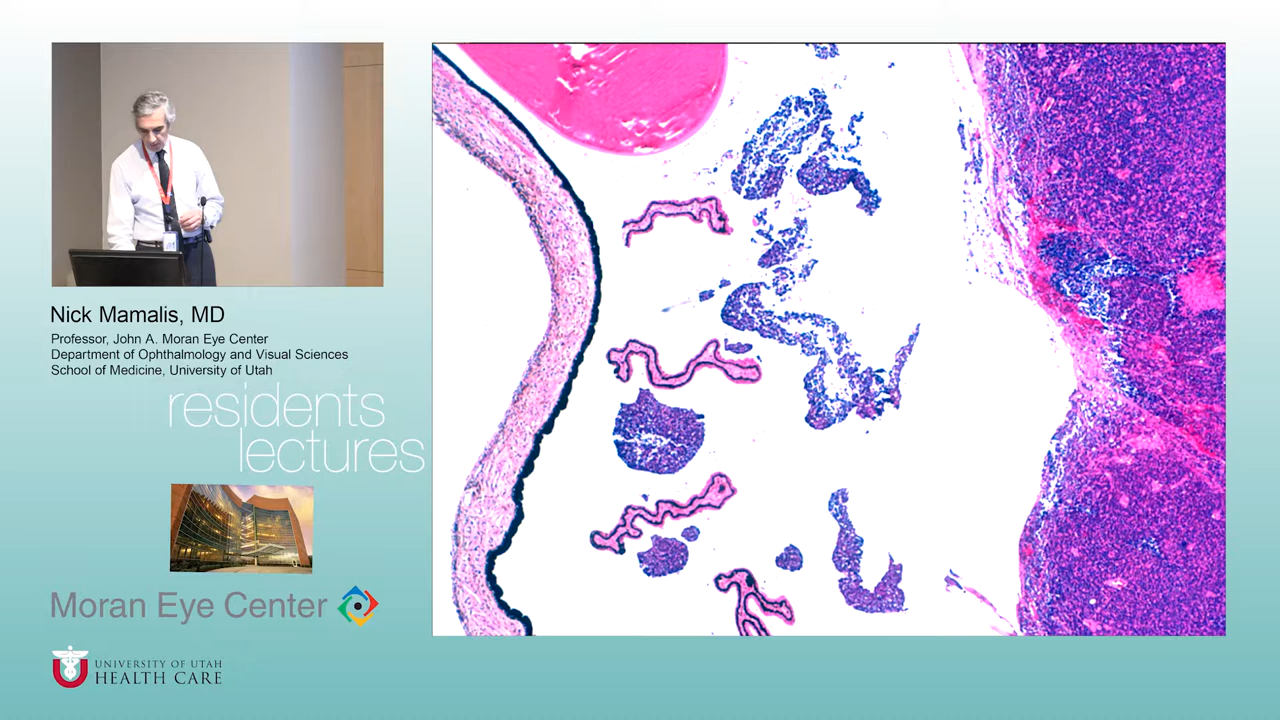 Nick Mamalis, MD
Professor, John A. Moran Eye Center
Department of Ophthalmology and Visual Sciences
School of Medicine, University of Utah
residents
lectures
Moran Eye Center
UNIVERSITY OF UTAH
HEALTH CARE